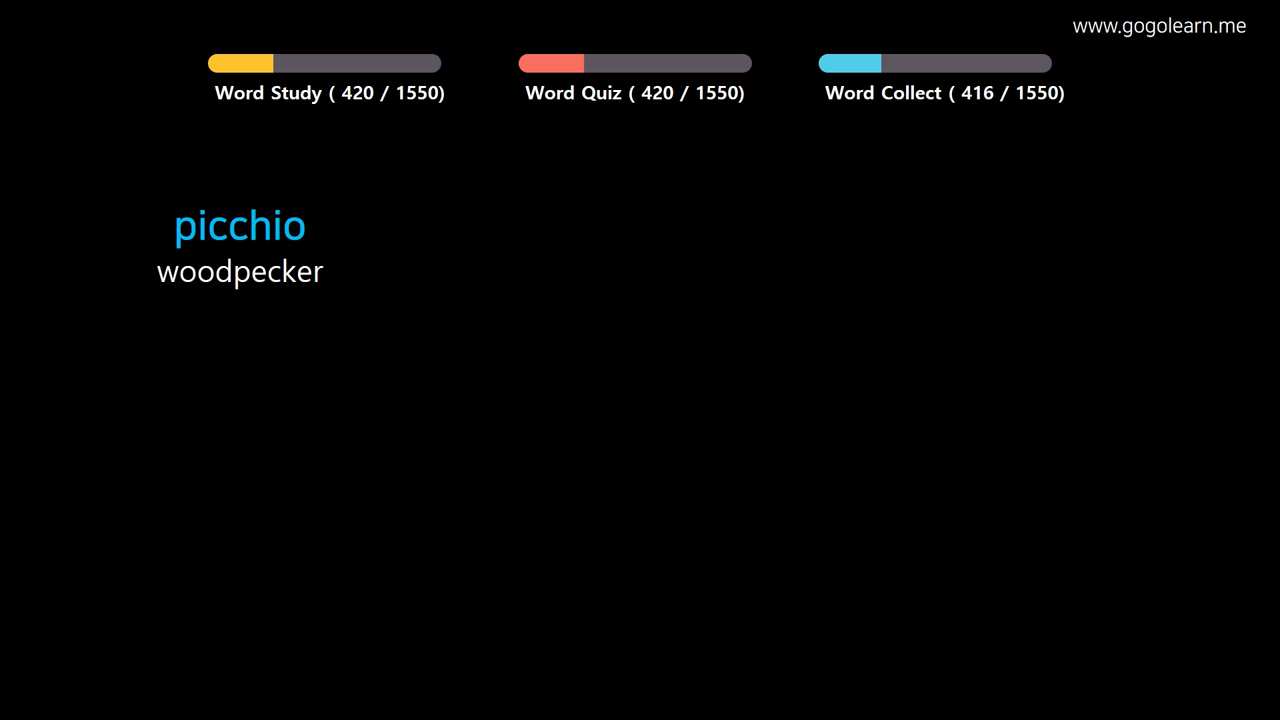 www.gogolearn.me
Word Study ( 420 / 1550)
Word Quiz ( 420 / 1550)
Word Collect ( 416 / 1550)
picchio
woodpecker